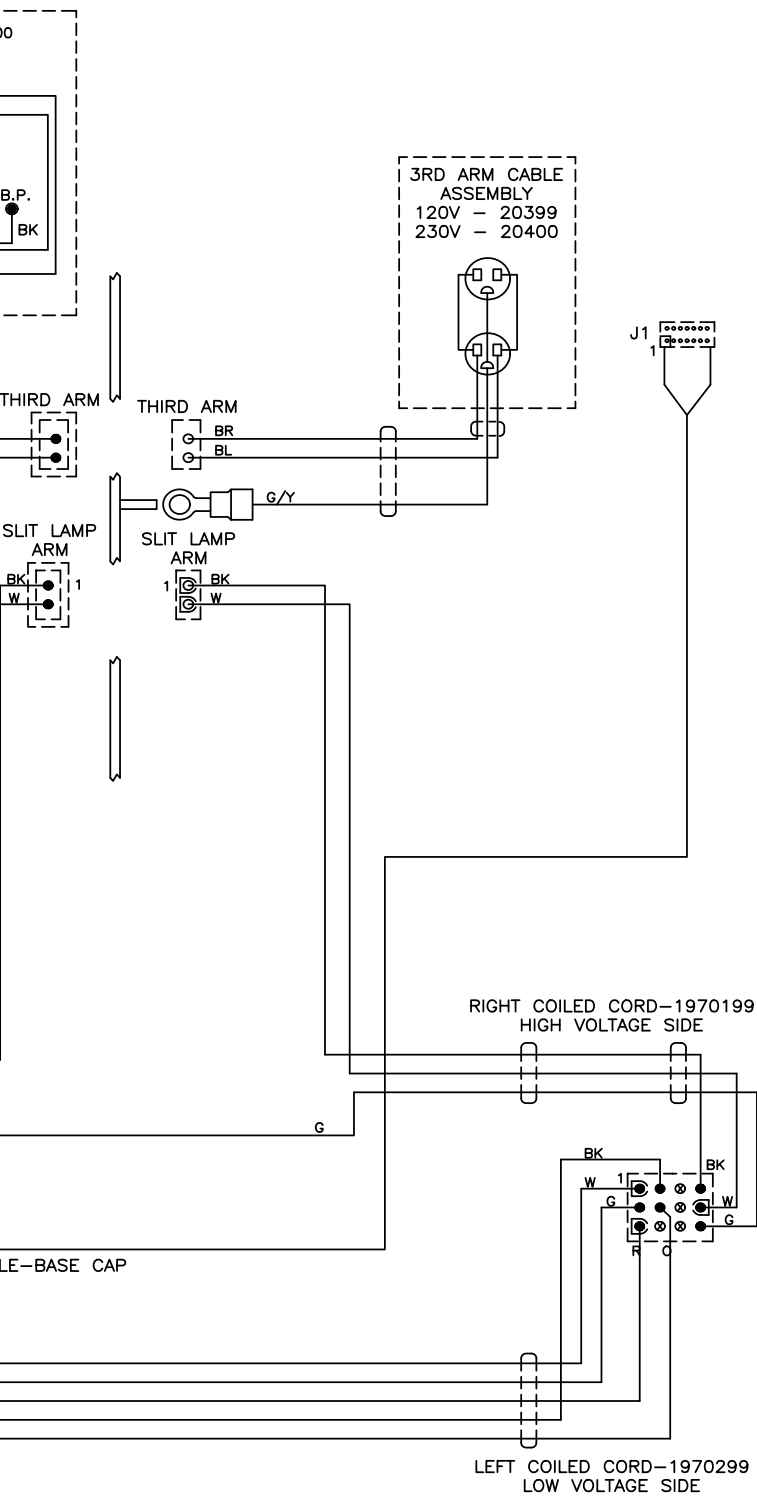 00
B.P.
BK
3RD ARM CABLE
ASSEMBLY
120V - 20399
230V - 20400
J1
1
THIRD ARM
THIRD ARM
BR
BL
G/Y
SLIT LAMP
ARM
SLIT LAMP
ARM
BK
1
W
1
BK
W
RIGHT COILED CORD-1970199
HIGH VOLTAGE SIDE
G
BK
BK
1
W
G
W
G
R
O
LE-BASE CAP
LEFT COILED CORD-1970299
LOW VOLTAGE SIDE